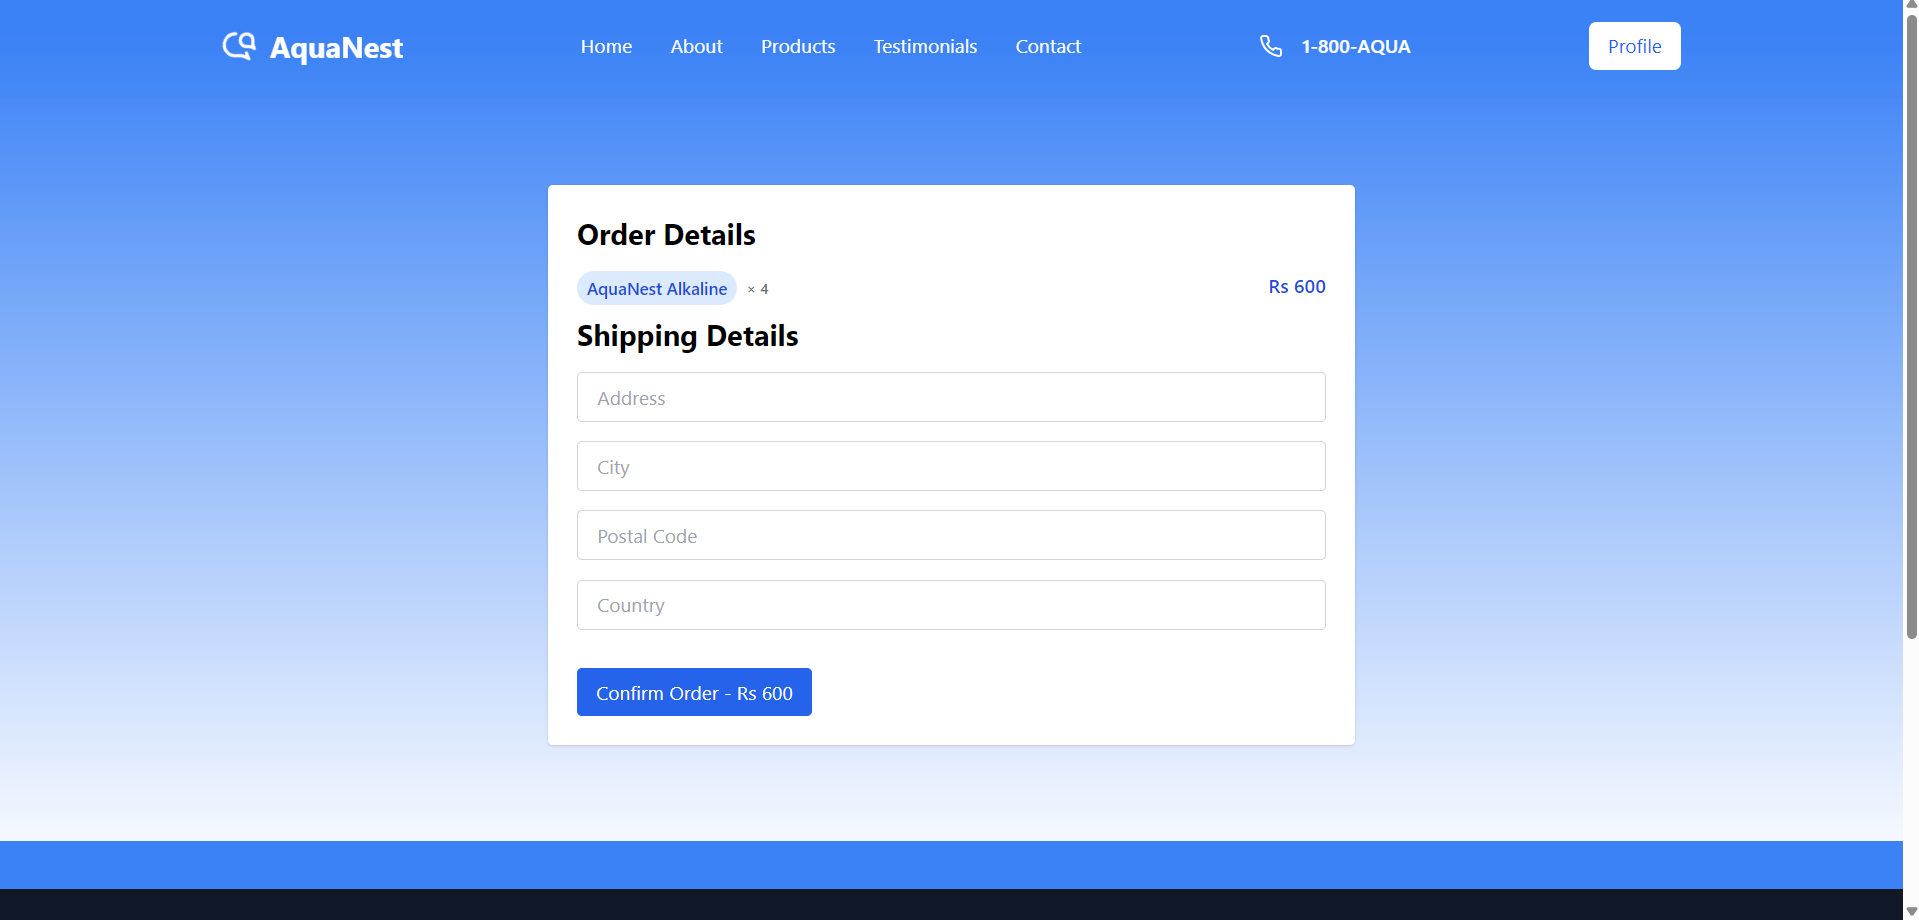 AquaNest
Home About Products Testimonials Contact
1-800-AQUA
Profile
Order Details
AquaNest Alkaline × 4 Rs 600
Shipping Details
Address
City
Postal Code
Country
Confirm Order - Rs 600